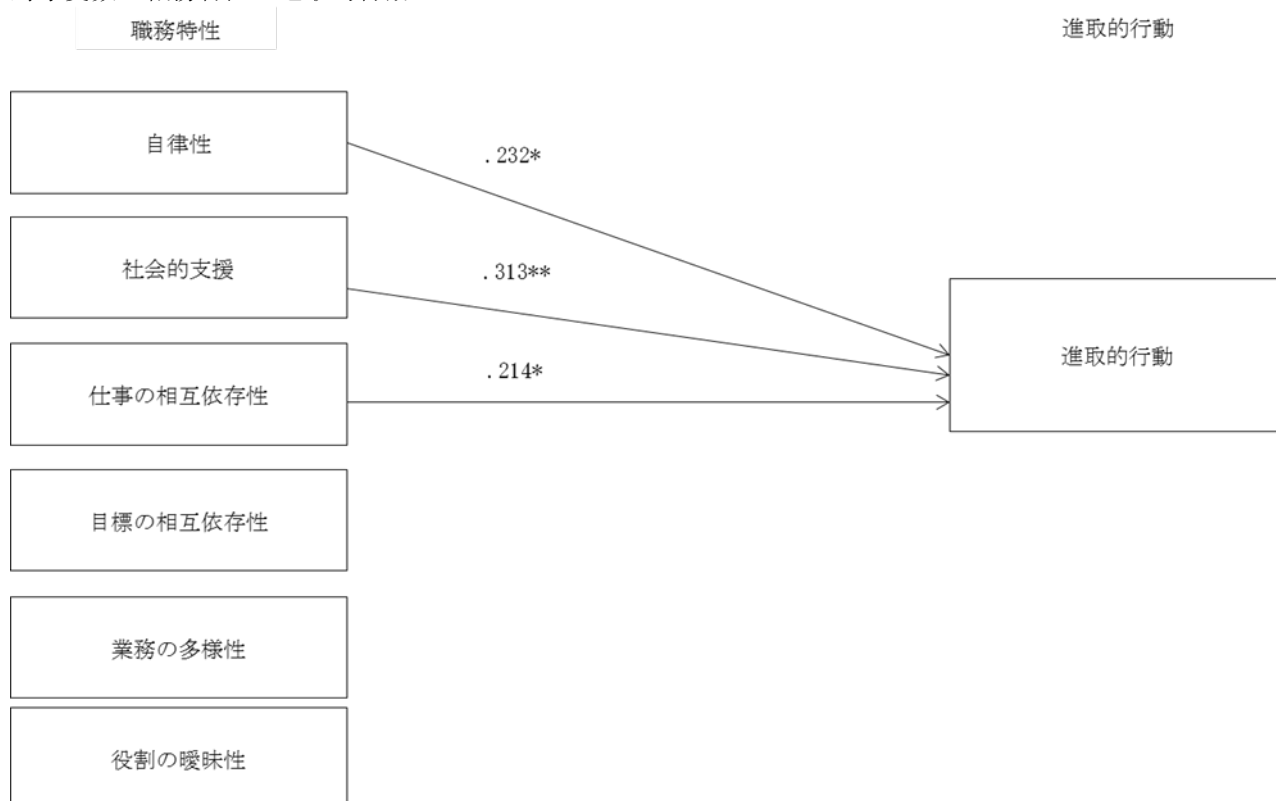 職務特性
進取的行動
自律性
.232*
社会的支援
.313**
進取的行動
仕事の相互依存性
.214*
目標の相互依存性
業務の多様性
役割の曖昧性